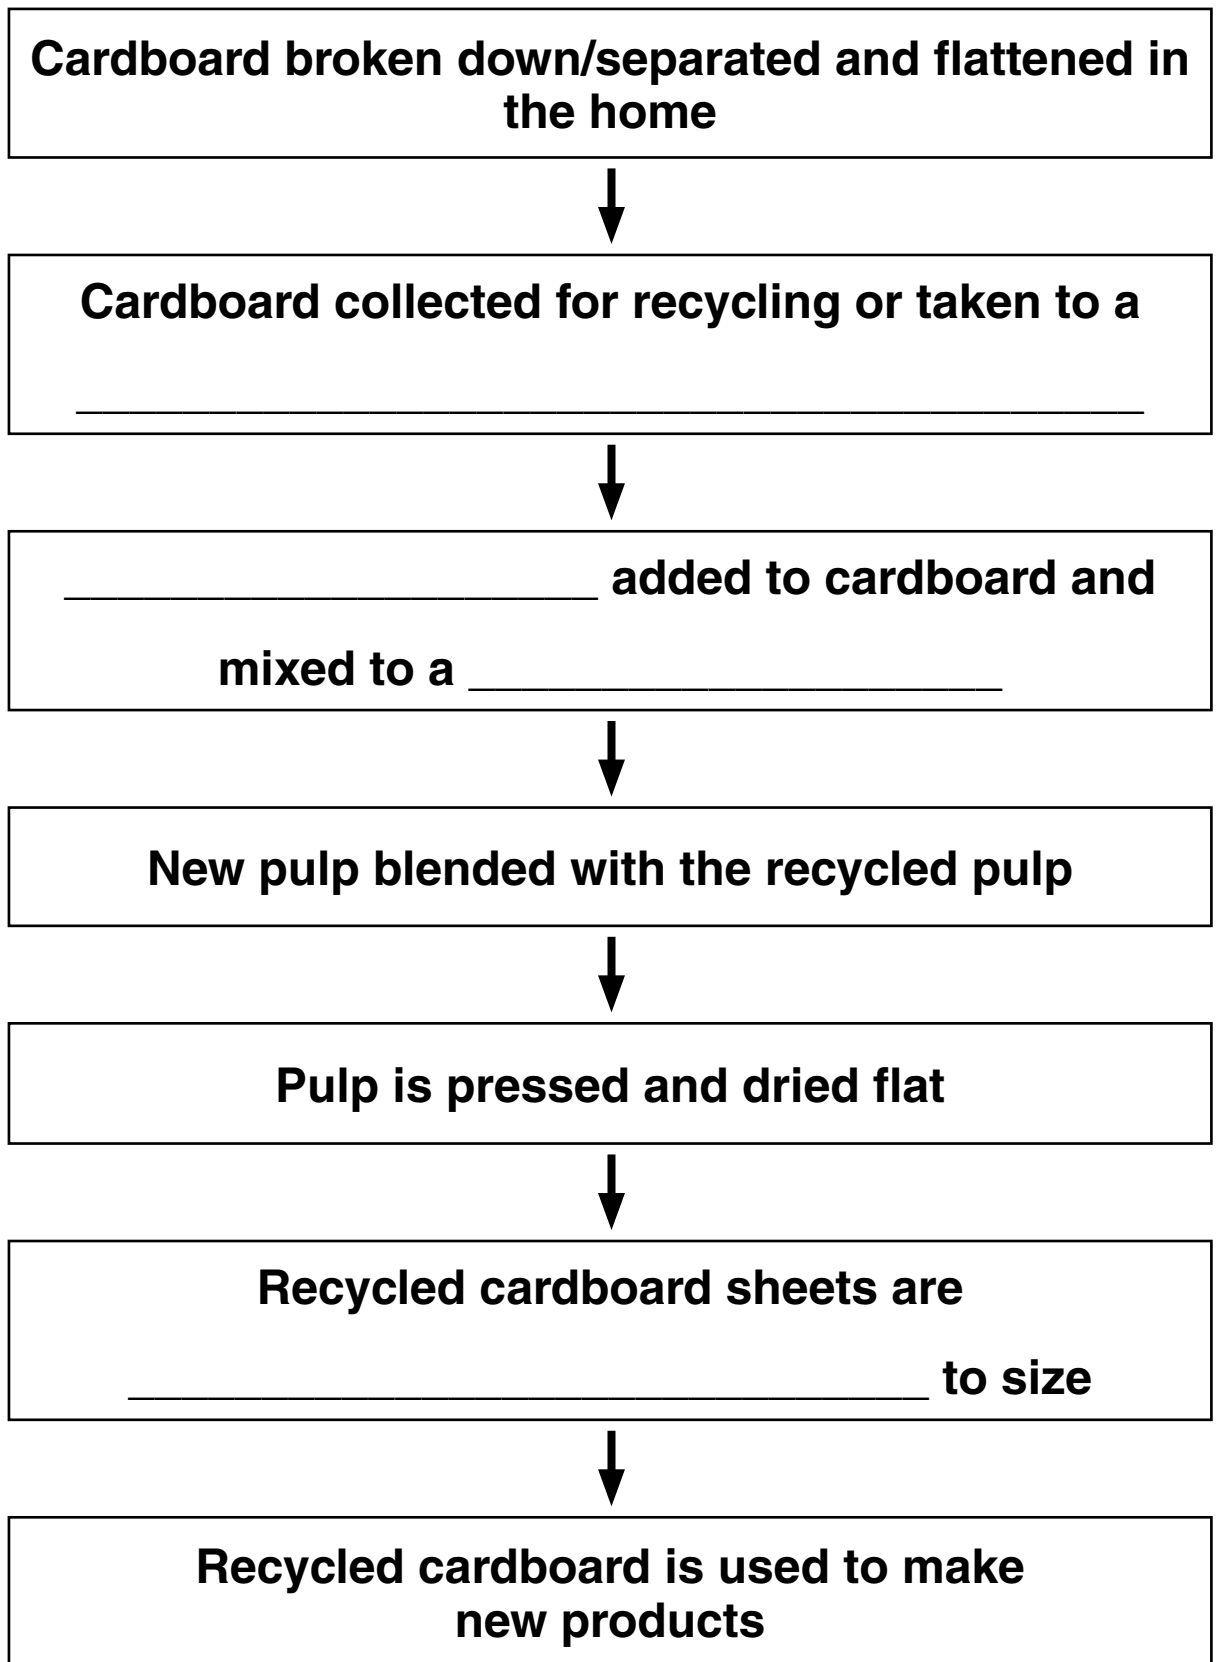 Cardboard broken down/separated and flattened in
the home
Cardboard collected for recycling or taken to a
________________________________________
____________________ added to cardboard and
mixed to a ____________________
New pulp blended with the recycled pulp
Pulp is pressed and dried flat
Recycled cardboard sheets are
______________________________ to size
Recycled cardboard is used to make
new products